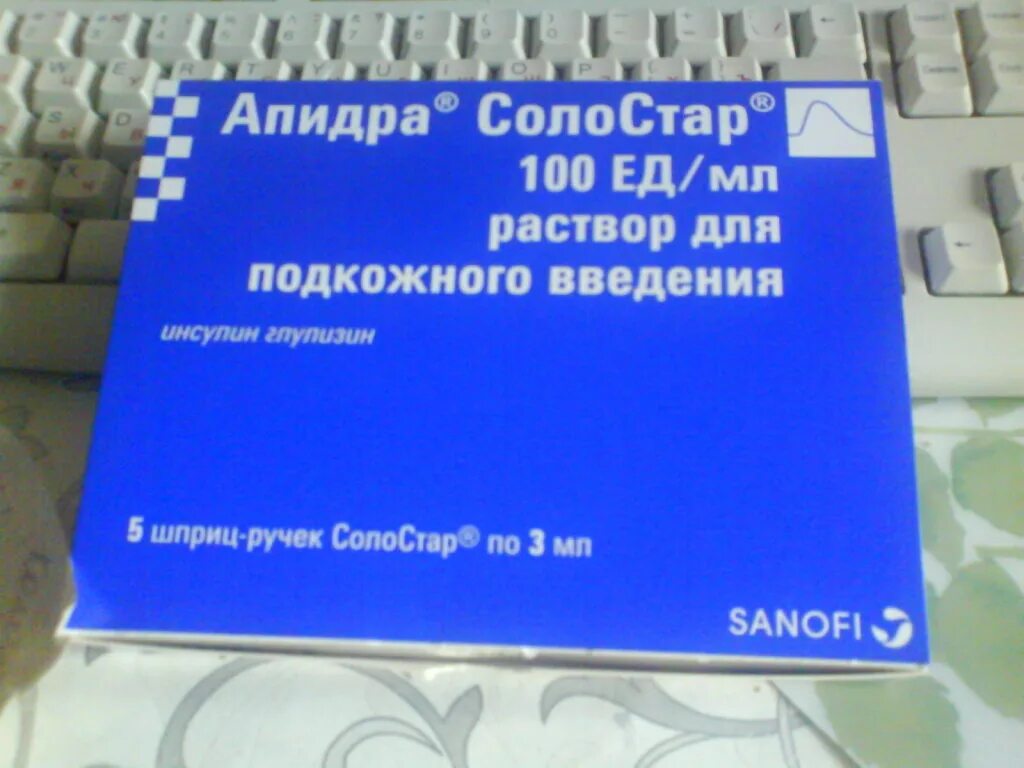 Апидра® СолоСтар®
100 ЕД/мл
раствор для
подкожного введения
инсулин глулизин
5 шприц-ручек СолоСтар® по 3 мл
SANOFI